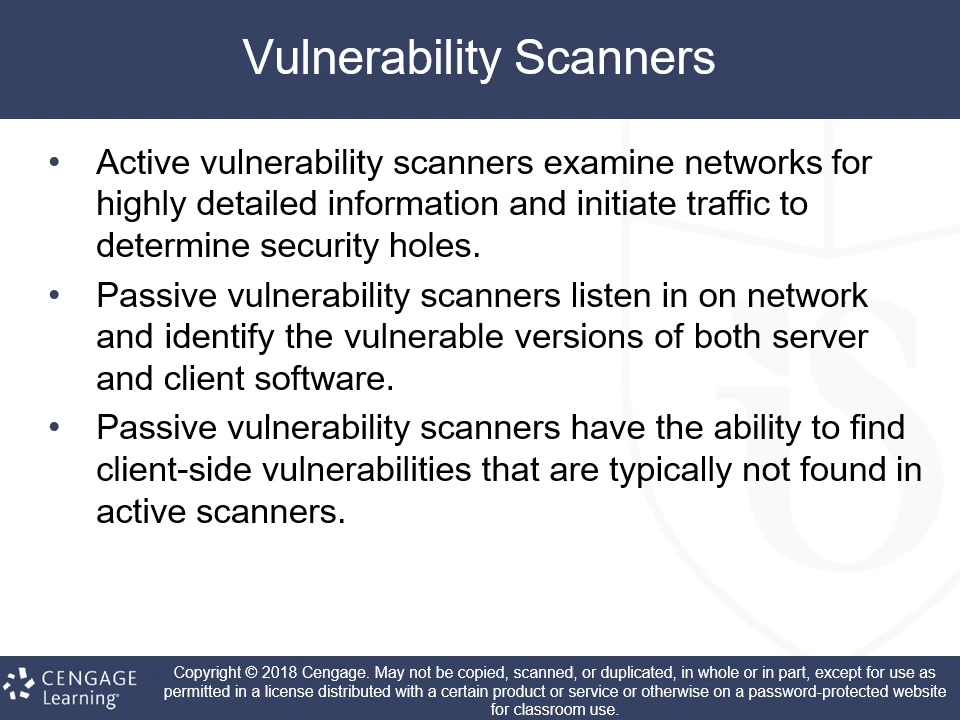 Vulnerability Scanners
• Active vulnerability scanners examine networks for
highly detailed information and initiate traffic to
determine security holes.
• Passive vulnerability scanners listen in on network
and identify the vulnerable versions of both server
and client software.
• Passive vulnerability scanners have the ability to find
client-side vulnerabilities that are typically not found in
active scanners.
CENGAGE
Learning®
Copyright © 2018 Cengage. May not be copied, scanned, or duplicated, in whole or in part, except for use as
permitted in a license distributed with a certain product or service or otherwise on a password-protected website
for classroom use.